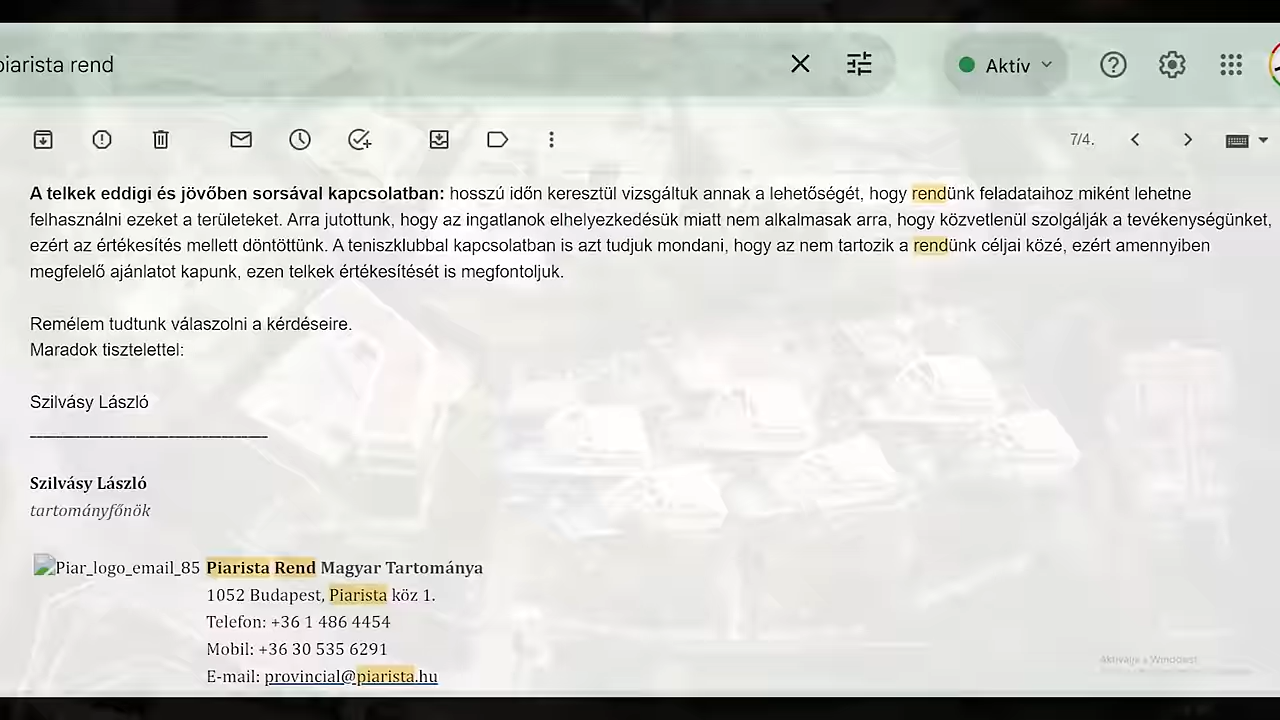 piarista rend
Aktív
7/4.
A telkek eddigi és jövőben sorsával kapcsolatban: hosszú időn keresztül vizsgáltuk annak a lehetőségét, hogy rendünk feladataihoz miként lehetne
felhasználni ezeket a területeket. Arra jutottunk, hogy az ingatlanok elhelyezkedésük miatt nem alkalmasak arra, hogy közvetlenül szolgálják a tevékenységünket,
ezért az értékesítés mellett döntöttünk. A teniszklubbal kapcsolatban is azt tudjuk mondani, hogy az nem tartozik a rendünk céljai közé, ezért amennyiben
megfelelő ajánlatot kapunk, ezen telkek értékesítését is megfontoljuk.
Remélem tudtunk válaszolni a kérdéseire.
Maradok tisztelettel:
Szilvásy László
Szilvásy László
tartományfőnök
Piar_logo_email_85 Piarista Rend Magyar Tartománya
1052 Budapest, Piarista köz 1.
Telefon: +36 1 486 4454
Mobil: +36 30 535 6291
E-mail: provincial@piarista.hu
Aktiválja a Windowst